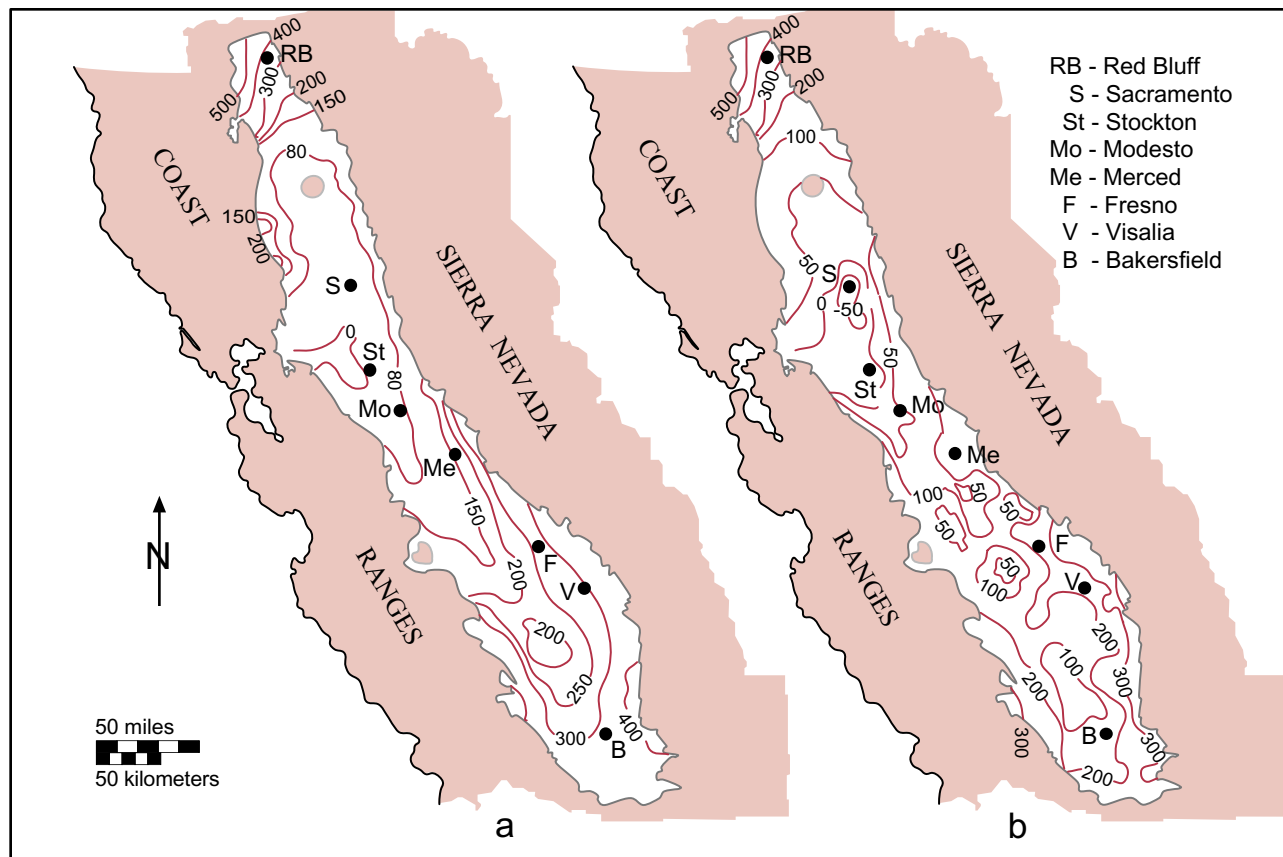 400
RB
500
300
200
150
80
COAST
150
200
S
SIERRA NEVADA
0
St
80
Mo
Me
150
200
F
V
RANGES
200
250
300
400
B
N
50 miles
50 kilometers
a
400
RB
500
300
200
100
COAST
50
S
0
-50
SIERRA NEVADA
50
St
Mo
Me
100
50
50
50
F
50
100
V
RANGES
200
100
300
200
300
B
300
200
b
RB - Red Bluff
S - Sacramento
St - Stockton
Mo - Modesto
Me - Merced
F - Fresno
V - Visalia
B - Bakersfield